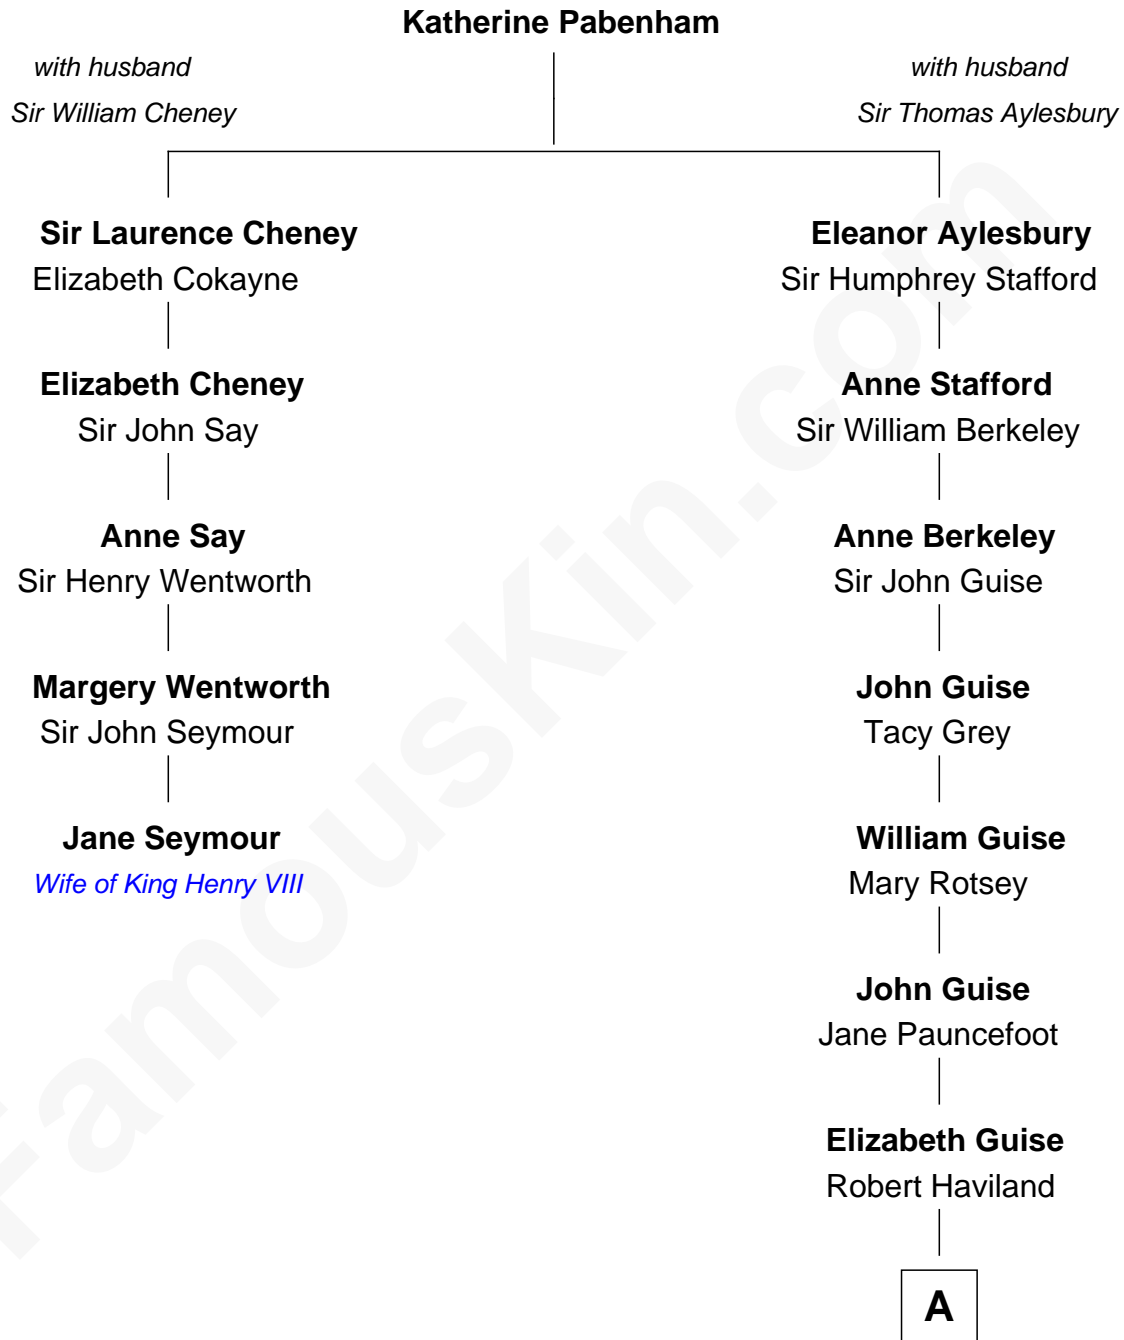 Katherine Pabenham
with husband
Sir William Cheney
with husband
Sir Thomas Aylesbury
Sir Laurence Cheney
Elizabeth Cokayne
Elizabeth Cheney
Sir John Say
Anne Say
Sir Henry Wentworth
Margery Wentworth
Sir John Seymour
Jane Seymour
Wife of King Henry VIII
Eleanor Aylesbury
Sir Humphrey Stafford
Anne Stafford
Sir William Berkeley
Anne Berkeley
Sir John Guise
John Guise
Tacy Grey
William Guise
Mary Rotsey
John Guise
Jane Pauncefoot
Elizabeth Guise
Robert Haviland
A
FamousKin.com